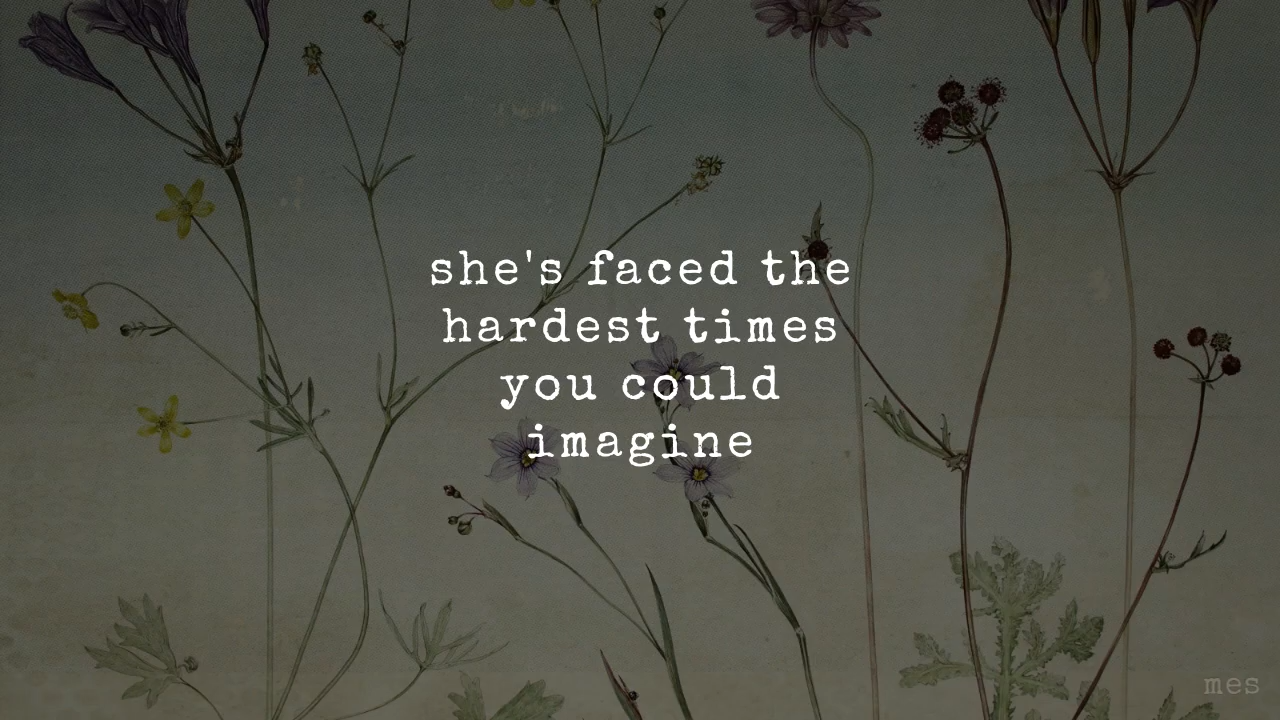 she's faced the
hardest times
you could
imagine
mes